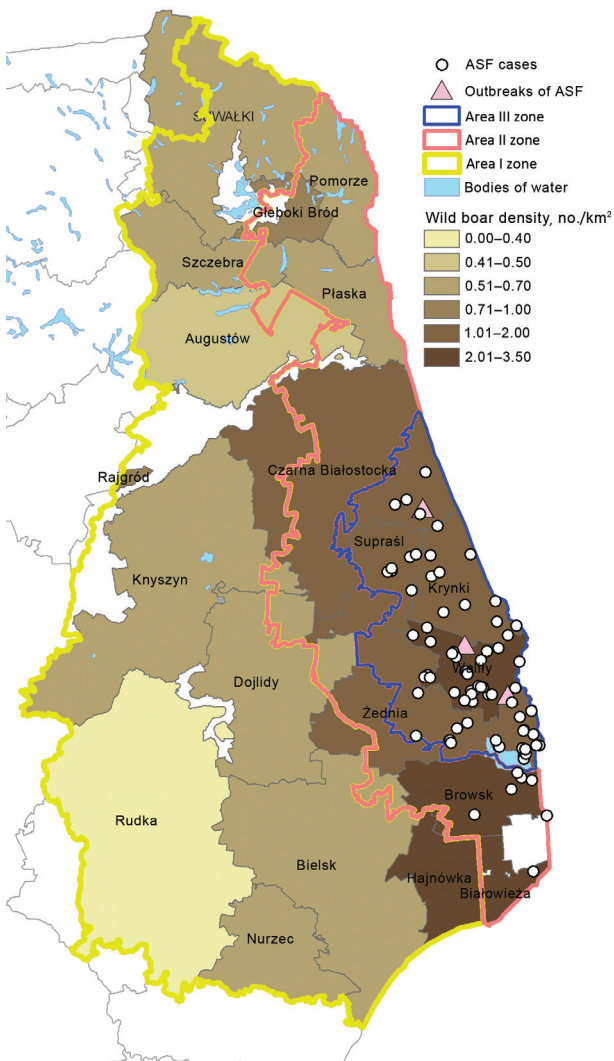 ASF cases
Outbreaks of ASF
Area III zone
Area II zone
Area I zone
Bodies of water
Wild boar density, no./km²
0.00–0.40
0.41–0.50
0.51–0.70
0.71–1.00
1.01–2.00
2.01–3.50
SUWAŁKI
Pomorze
Głeboki Bród
Szczebra
Płaska
Augustów
Czarna Białostocka
Rajgród
Supraśl
Knyszyn
Krynki
Waliły
Dojlidy
Żednia
Browsk
Rudka
Bielsk
Hajnówka
Białowieża
Nurzec